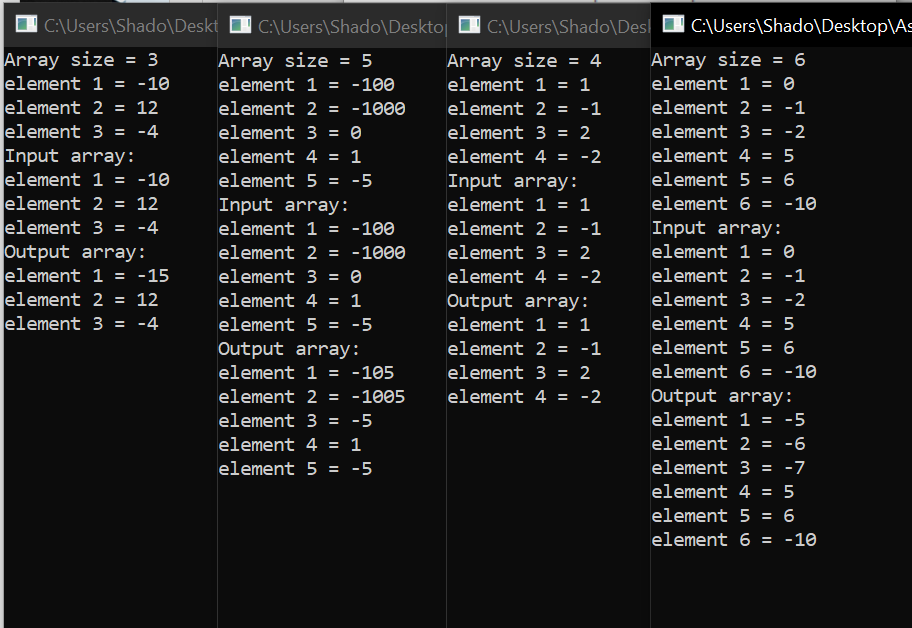 C:\Users\Shado\Deskt
Array size = 3
element 1 = -10
element 2 = 12
element 3 = -4
Input array:
element 1 = -10
element 2 = 12
element 3 = -4
Output array:
element 1 = -15
element 2 = 12
element 3 = -4
C:\Users\Shado\Desktop
Array size = 5
element 1 = -100
element 2 = -1000
element 3 = 0
element 4 = 1
element 5 = -5
Input array:
element 1 = -100
element 2 = -1000
element 3 = 0
element 4 = 1
element 5 = -5
Output array:
element 1 = -105
element 2 = -1005
element 3 = -5
element 4 = 1
element 5 = -5
C:\Users\Shado\Desk
Array size = 4
element 1 = 1
element 2 = -1
element 3 = 2
element 4 = -2
Input array:
element 1 = 1
element 2 = -1
element 3 = 2
element 4 = -2
Output array:
element 1 = 1
element 2 = -1
element 3 = 2
element 4 = -2
C:\Users\Shado\Desktop\As
Array size = 6
element 1 = 0
element 2 = -1
element 3 = -2
element 4 = 5
element 5 = 6
element 6 = -10
Input array:
element 1 = 0
element 2 = -1
element 3 = -2
element 4 = 5
element 5 = 6
element 6 = -10
Output array:
element 1 = -5
element 2 = -6
element 3 = -7
element 4 = 5
element 5 = 6
element 6 = -10